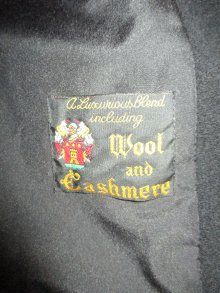 A Luxurious Blend
including
Wool
and
Cashmere